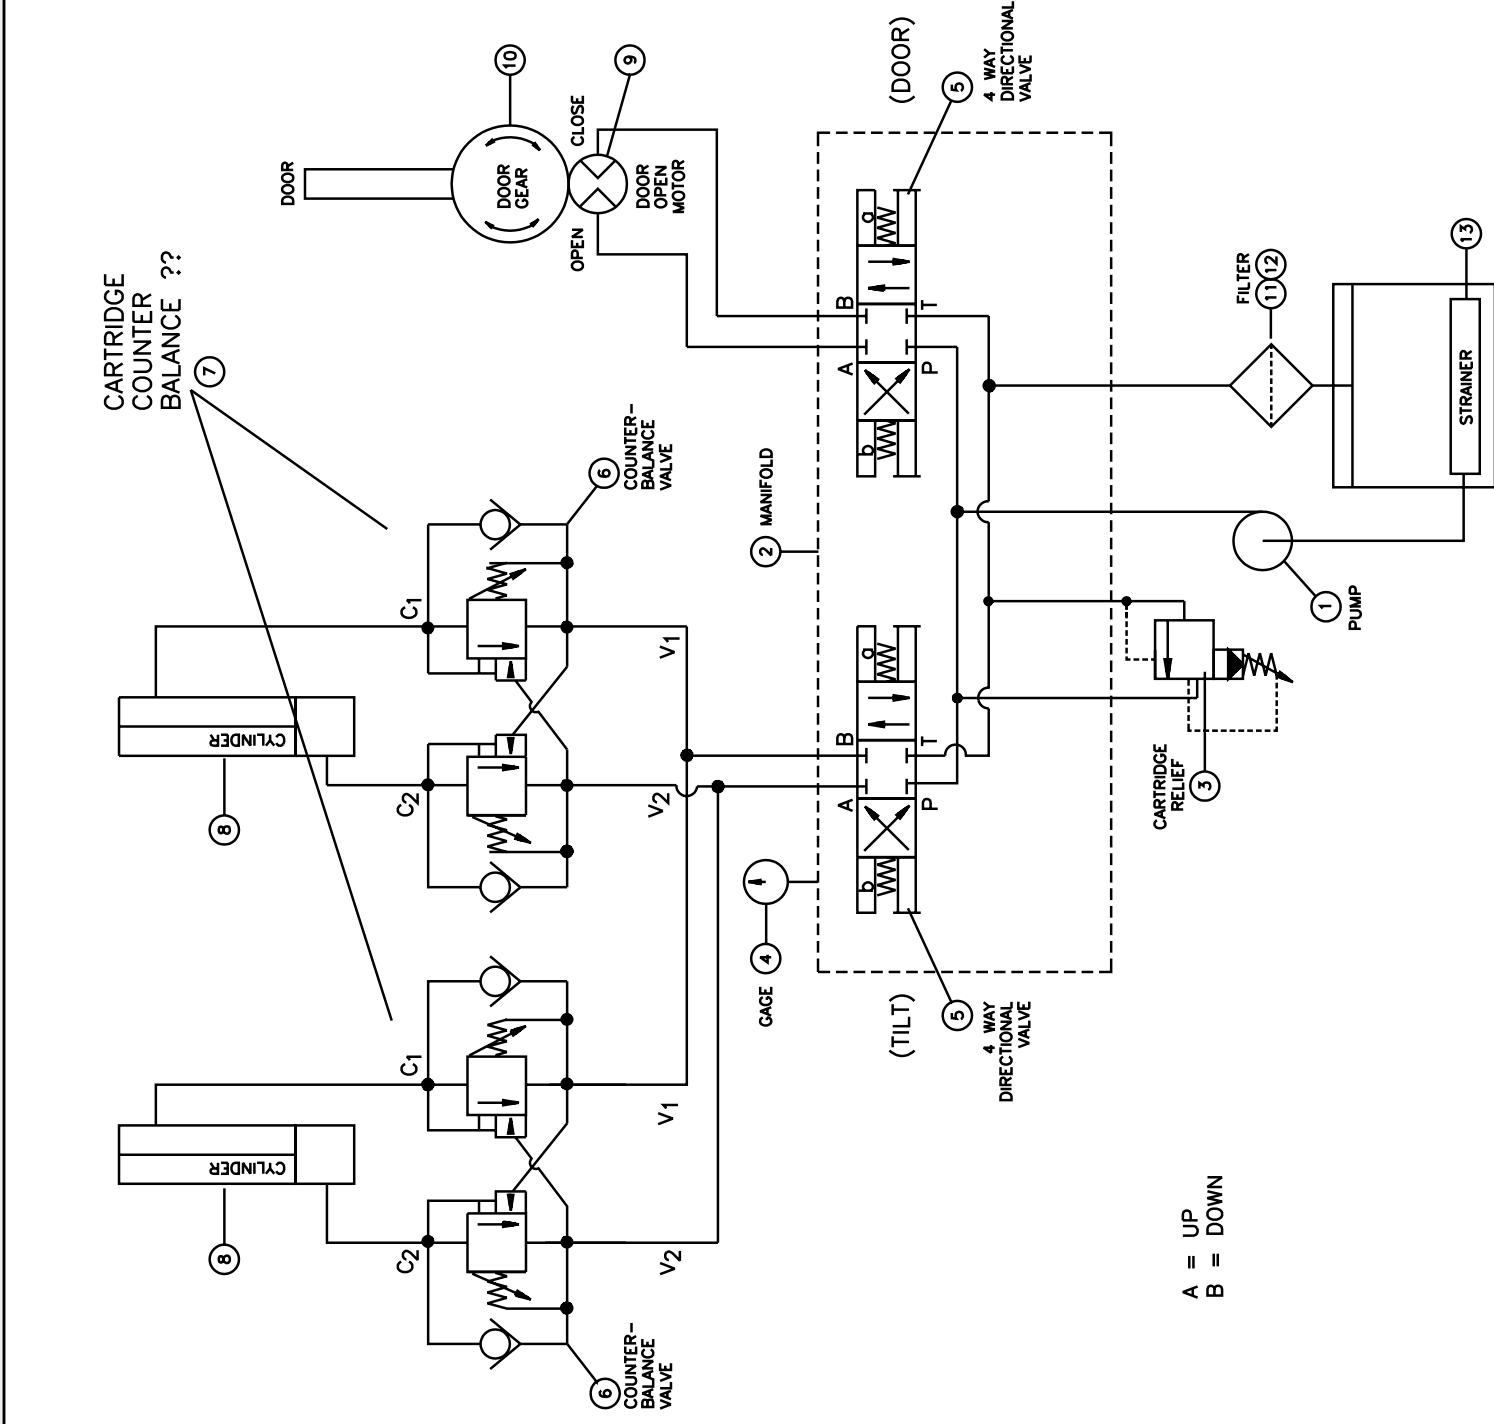 CARTRIDGE
COUNTER
BALANCE ??
7
8
CYLINDER
8
CYLINDER
DOOR
10
DOOR
GEAR
C2
C1
C2
C1
OPEN
CLOSE
9
DOOR
OPEN
MOTOR
6
COUNTER-
BALANCE
VALVE
6
COUNTER-
BALANCE
VALVE
V2
V1
V2
V1
GAGE
4
2
MANIFOLD
A
B
A
B
b
a
b
a
P
T
P
T
(TILT)
(DOOR)
5
4 WAY
DIRECTIONAL
VALVE
5
4 WAY
DIRECTIONAL
VALVE
CARTRIDGE
RELIEF
3
A = UP
B = DOWN
FILTER
11
12
1
PUMP
STRAINER
13